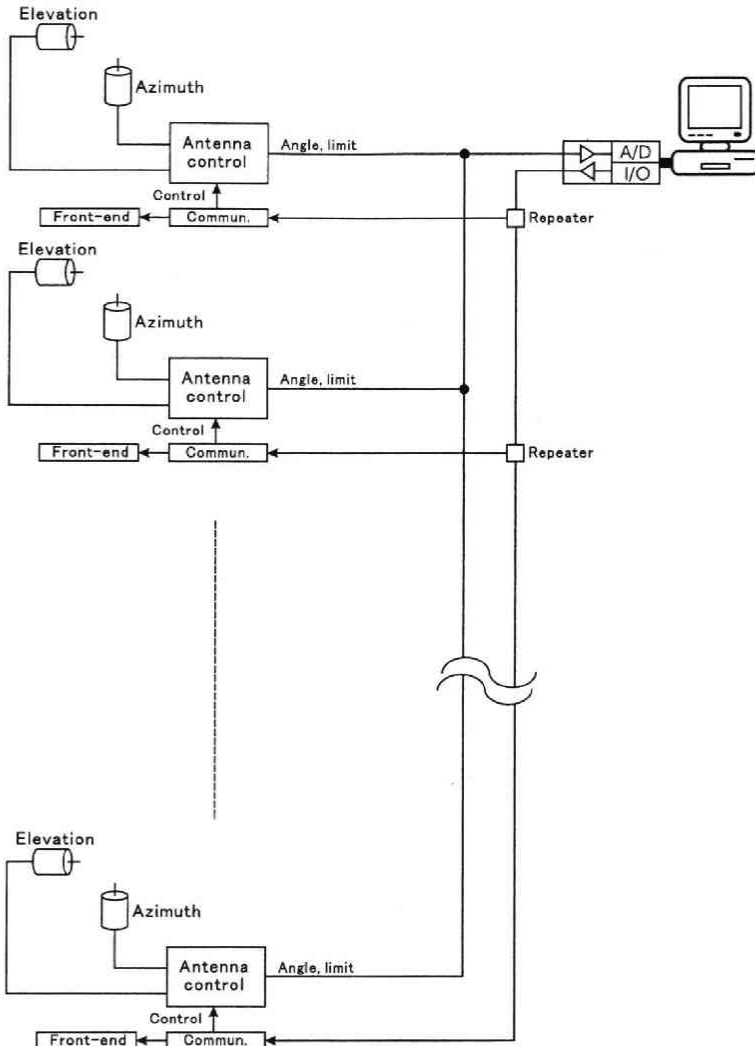 Elevation
Azimuth
Antenna
control
Angle, limit
A/D
I/O
Control
Front-end
Commun.
Repeater
Elevation
Azimuth
Antenna
control
Angle, limit
Control
Front-end
Commun.
Repeater
Elevation
Azimuth
Antenna
control
Angle, limit
Control
Front-end
Commun.